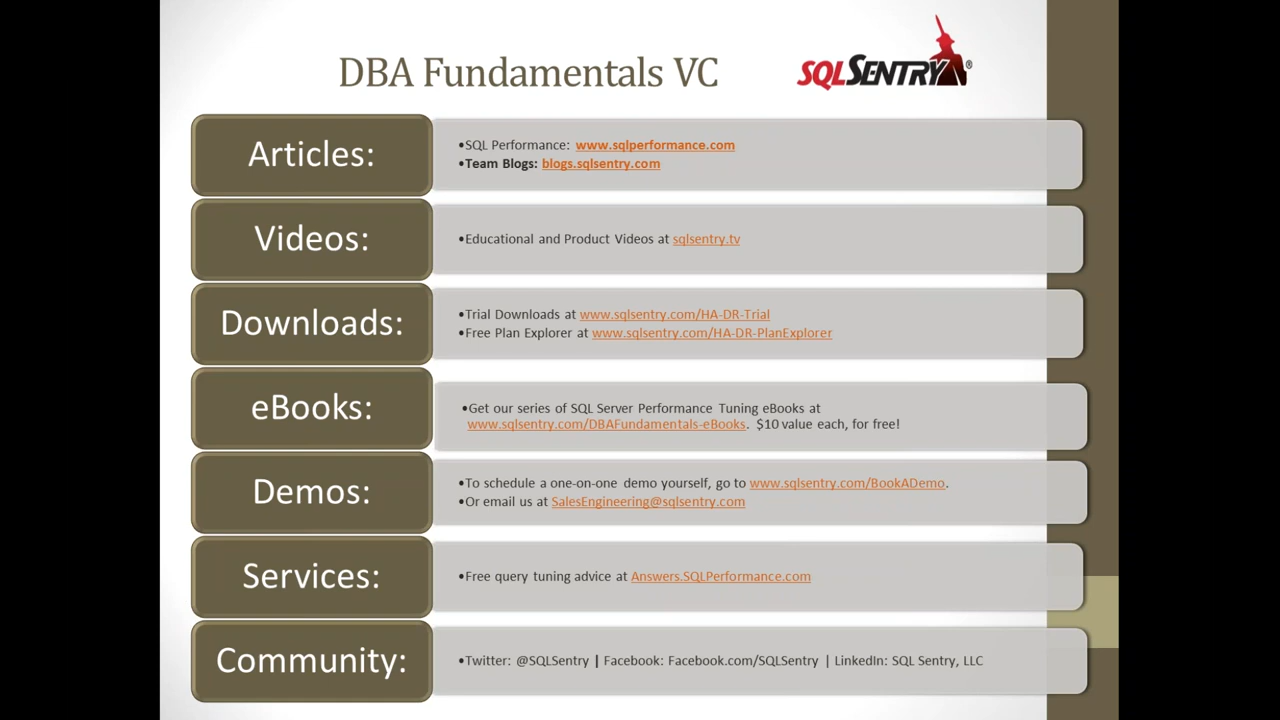 DBA Fundamentals VC
SQLSENTRY®
Articles:
•SQL Performance: www.sqlperformance.com
•Team Blogs: blogs.sqlsentry.com
Videos:
•Educational and Product Videos at sqlsentry.tv
Downloads:
•Trial Downloads at www.sqlsentry.com/HA-DR-Trial
•Free Plan Explorer at www.sqlsentry.com/HA-DR-PlanExplorer
eBooks:
•Get our series of SQL Server Performance Tuning eBooks at
www.sqlsentry.com/DBAFundamentals-eBooks. $10 value each, for free!
Demos:
•To schedule a one-on-one demo yourself, go to www.sqlsentry.com/BookADemo.
•Or email us at SalesEngineering@sqlsentry.com
Services:
•Free query tuning advice at Answers.SQLPerformance.com
Community:
•Twitter: @SQLSentry | Facebook: Facebook.com/SQLSentry | LinkedIn: SQL Sentry, LLC